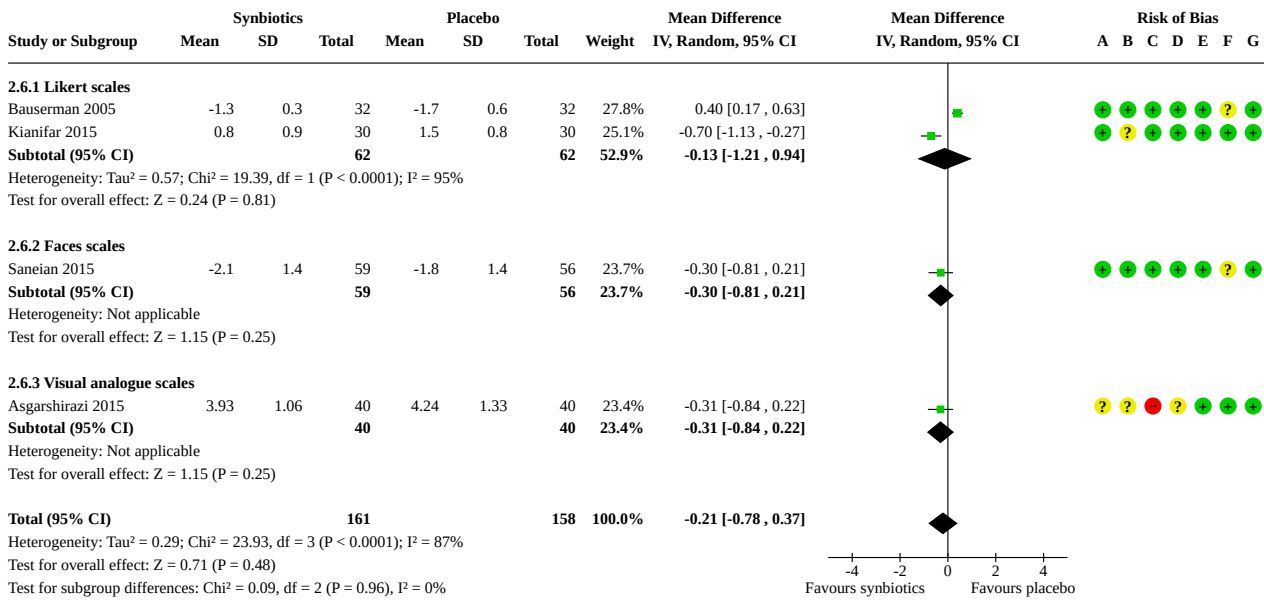 Synbiotics Placebo Mean Difference Mean Difference Risk of Bias
Study or Subgroup Mean SD Total Mean SD Total Weight IV, Random, 95% CI IV, Random, 95% CI A B C D E F G
2.6.1 Likert scales
Bauserman 2005 -1.3 0.3 32 -1.7 0.6 32 27.8% 0.40 [0.17 , 0.63] + + + + + ? +
Kianifar 2015 0.8 0.9 30 1.5 0.8 30 25.1% -0.70 [-1.13 , -0.27] + ? + + + + +
Subtotal (95% CI) 62 62 52.9% -0.13 [-1.21 , 0.94]
Heterogeneity: Tau² = 0.57; Chi² = 19.39, df = 1 (P < 0.0001); I² = 95%
Test for overall effect: Z = 0.24 (P = 0.81)
2.6.2 Faces scales
Saneian 2015 -2.1 1.4 59 -1.8 1.4 56 23.7% -0.30 [-0.81 , 0.21] + + + + + ? +
Subtotal (95% CI) 59 56 23.7% -0.30 [-0.81 , 0.21]
Heterogeneity: Not applicable
Test for overall effect: Z = 1.15 (P = 0.25)
2.6.3 Visual analogue scales
Asgarshirazi 2015 3.93 1.06 40 4.24 1.33 40 23.4% -0.31 [-0.84 , 0.22] ? ? − ? + + +
Subtotal (95% CI) 40 40 23.4% -0.31 [-0.84 , 0.22]
Heterogeneity: Not applicable
Test for overall effect: Z = 1.15 (P = 0.25)
Total (95% CI) 161 158 100.0% -0.21 [-0.78 , 0.37]
Heterogeneity: Tau² = 0.29; Chi² = 23.93, df = 3 (P < 0.0001); I² = 87%
Test for overall effect: Z = 0.71 (P = 0.48) -4 -2 0 2 4
Test for subgroup differences: Chi² = 0.09, df = 2 (P = 0.96), I² = 0% Favours synbiotics Favours placebo